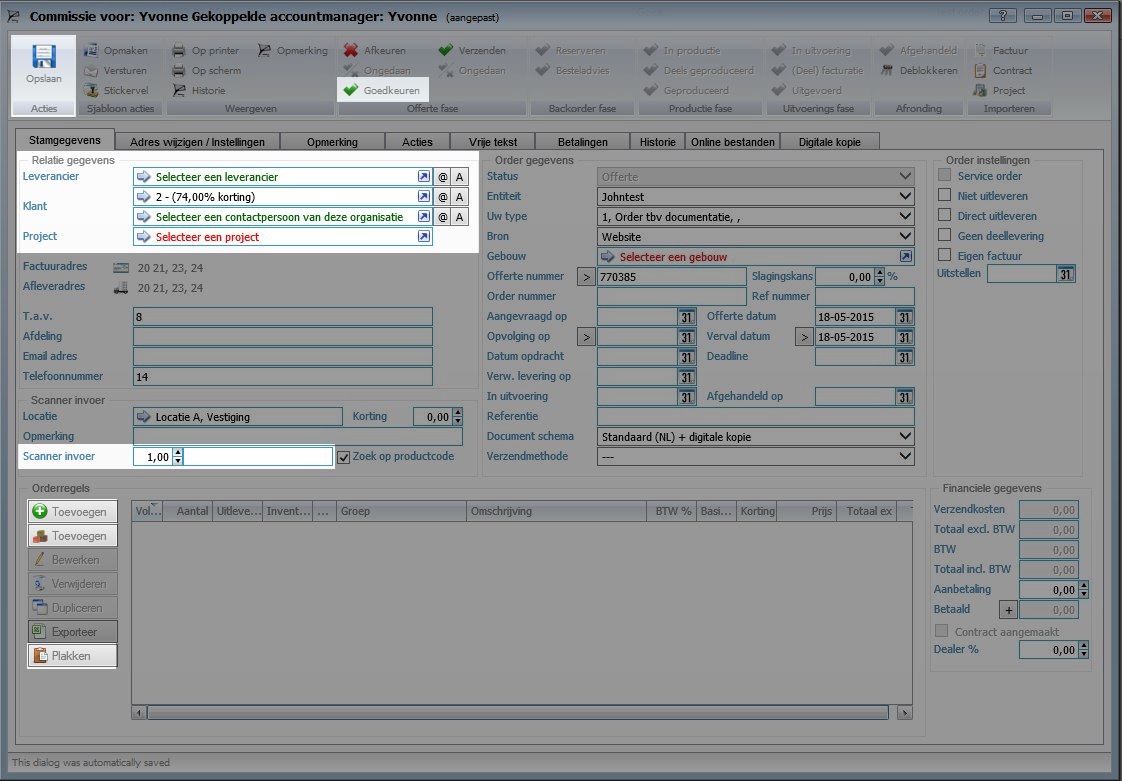 Commissie voor: Yvonne Gekoppelde accountmanager: Yvonne (aangepast)
Opslaan
Acties
Opmaken
Versturen
Stickervel
Sjabloon acties
Op printer Opmerking
Op scherm
Historie
Weergeven
Afkeuren Verzenden
Ongedaan Ongedaan
Goedkeuren
Offerte fase
Reserveren
Besteladvies
Backorder fase
In productie
Deels geproduceerd
Geproduceerd
Productie fase
In uitvoering
(Deel) facturatie
Uitgevoerd
Uitvoerings fase
Afgehandeld
Deblokkeren
Afronding
Factuur
Contract
Project
Importeren
Stamgegevens Adres wijzigen / Instellingen Opmerking Acties Vrije tekst Betalingen Historie Online bestanden Digitale kopie
Relatie gegevens
Leverancier Selecteer een leverancier @ A
Klant 2 - (74,00% korting) @ A
Selecteer een contactpersoon van deze organisatie @ A
Project Selecteer een project
Factuuradres 20 21, 23, 24
Afleveradres 20 21, 23, 24
T.a.v. 8
Afdeling
Email adres
Telefoonnummer 14
Scanner invoer
Locatie Locatie A, Vestiging Korting 0,00
Opmerking
Scanner invoer 1,00 Zoek op productcode
Order gegevens
Status Offerte
Entiteit Johntest
Uw type 1, Order tbv documentatie, ,
Bron Website
Gebouw Selecteer een gebouw
Offerte nummer > 770385 Slagingskans 0,00 %
Order nummer Ref nummer
Aangevraagd op 31 Offerte datum 18-05-2015 31
Opvolging op > 31 Verval datum > 18-05-2015 31
Datum opdracht 31 Deadline 31
Verw. levering op 31
In uitvoering 31 Afgehandeld op 31
Referentie
Document schema Standaard (NL) + digitale kopie
Verzendmethode ---
Order instellingen
Service order
Niet uitleveren
Direct uitleveren
Geen deellevering
Eigen factuur
Uitstellen 31
Orderregels
Toevoegen
Toevoegen
Bewerken
Verwijderen
Dupliceren
Exporteer
Plakken
Vol... Aantal Uitleve... Invent... ... Groep Omschrijving BTW % Basi... Korting Prijs Totaal ex
Financiele gegevens
Verzendkosten 0,00
Totaal excl. BTW 0,00
BTW 0,00
Totaal incl. BTW 0,00
Aanbetaling 0,00
Betaald + 0,00
Contract aangemaakt
Dealer % 0,00
This dialog was automatically saved